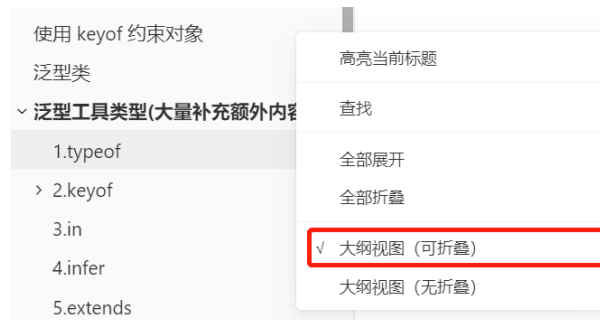 使用 keyof 约束对象
泛型类
泛型工具类型(大量补充额外内容
1.typeof
2.keyof
3.in
4.infer
5.extends
高亮当前标题
查找
全部展开
全部折叠
√ 大纲视图（可折叠）
大纲视图（无折叠）